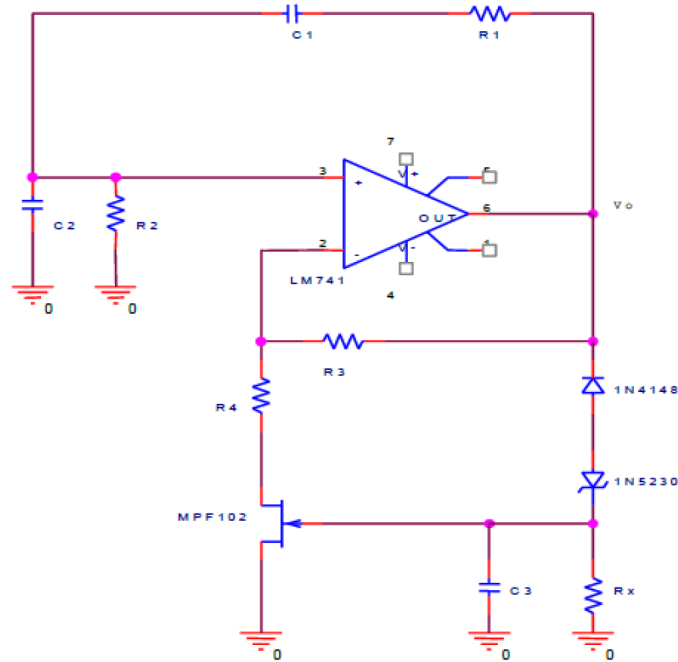 C1
R1
7
3
+
V+
5
C2
R2
OUT
6
Vo
2
-
V-
1
LM741
0
0
4
R3
R4
1N4148
1N5230
MPF102
C3
Rx
0
0
0